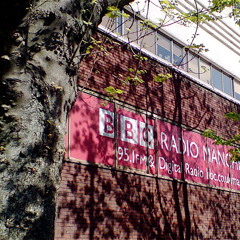 BBC RADIO MANC
95.1FM & Digital Radio bbc.co.uk/m